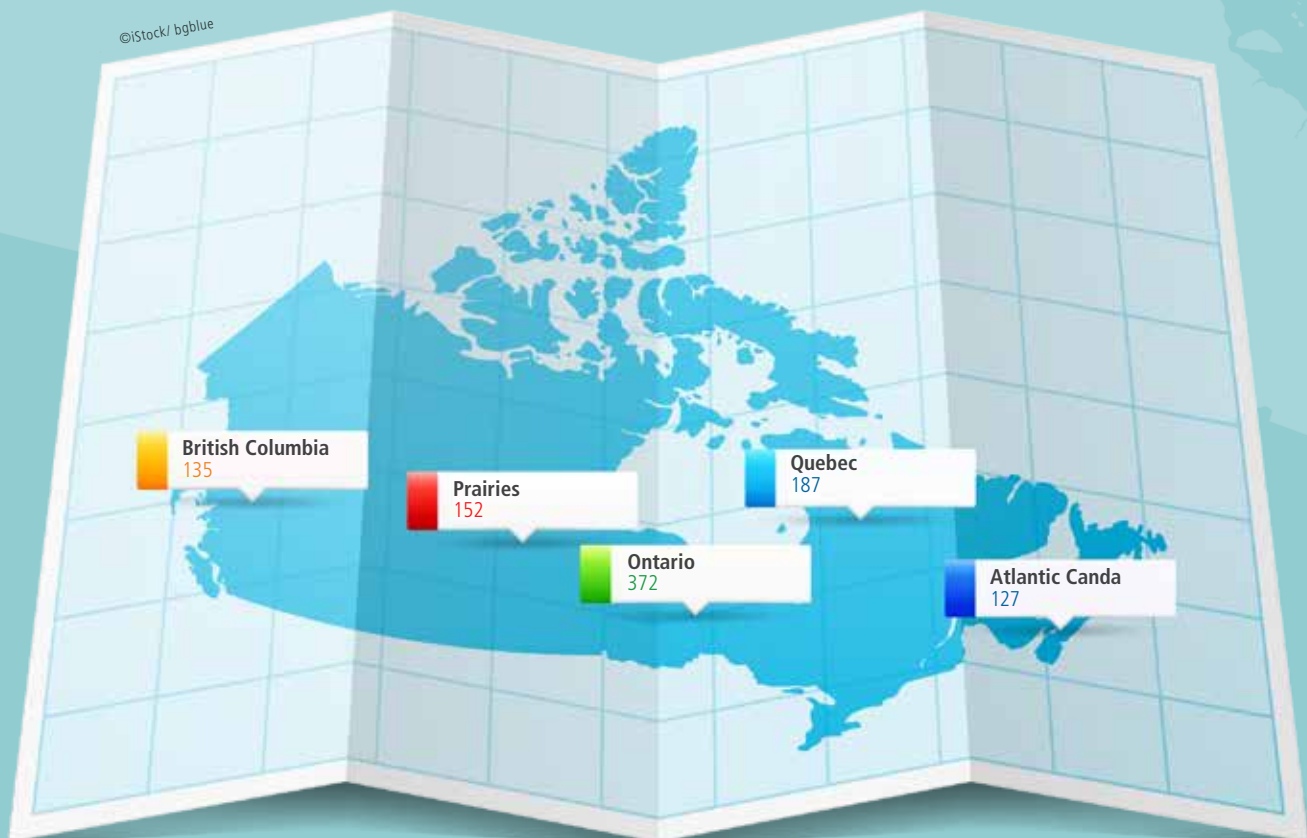 ©iStock/ bgblue
British Columbia
135
Prairies
152
Quebec
187
Ontario
372
Atlantic Canda
127